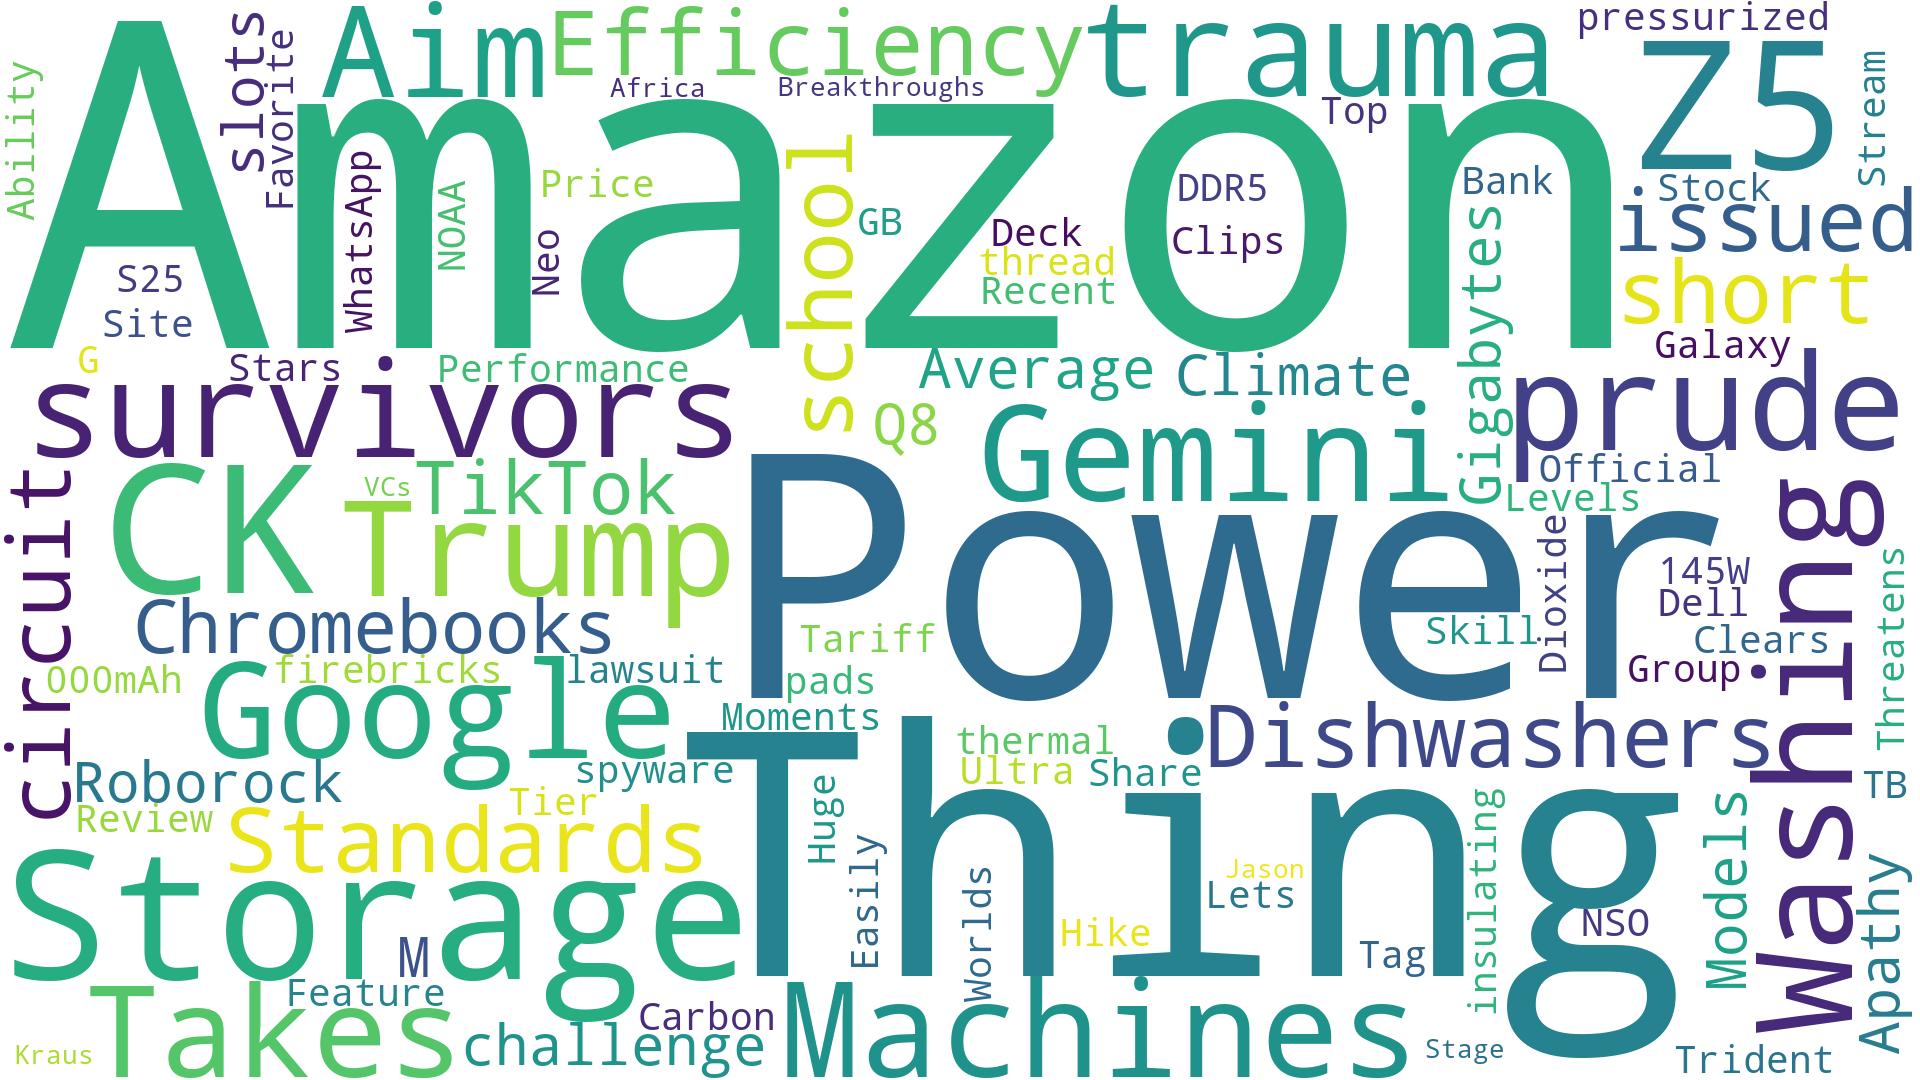 Amazon
Power
Thing
Aim
Efficiency
trauma
pressurized
Z5
slots
Favorite
Ability
Africa
Breakthroughs
Top
Stream
WhatsApp
NOAA
Neo
Price
school
GB
DDR5
Clips
Deck
thread
Recent
Bank
Stock
issued
short
Galaxy
S25
Site
G
Stars
Performance
survivors
Average
Climate
Gigabytes
prude
Q8
Gemini
Official
Levels
circuit
CK
VCs
TikTok
Trump
Dioxide
145W
Dell
Washing
Threatens
Chromebooks
Tariff
Skill
Clears
Group
000mAh
firebricks
lawsuit
pads
Google
Moments
Dishwashers
thermal
Ultra
Share
Roborock
spyware
Review
Tier
Standards
Huge
TB
Easily
Worlds
Jason
Lets
insulating
Models
Storage
Hike
Tag
NSO
Apathy
M
Feature
Takes
Carbon
challenge
Machines
Stage
Trident
Kraus